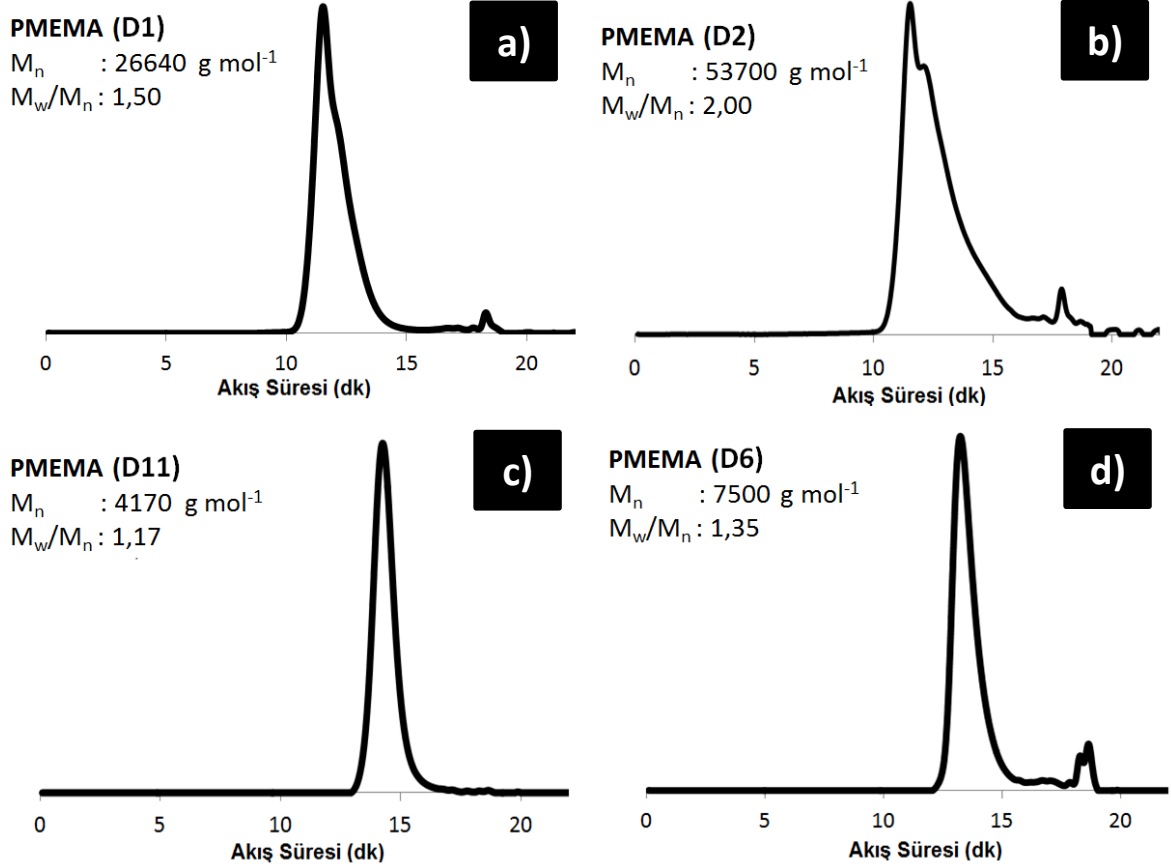 PMEMA (D1)
Mn : 26640 g mol-1
Mw/Mn : 1,50
a)
0 5 10 15 20
Akış Süresi (dk)
PMEMA (D2)
Mn : 53700 g mol-1
Mw/Mn : 2,00
b)
0 5 10 15 20
Akış Süresi (dk)
PMEMA (D11)
Mn : 4170 g mol-1
Mw/Mn : 1,17
c)
0 5 10 15 20
Akış Süresi (dk)
PMEMA (D6)
Mn : 7500 g mol-1
Mw/Mn : 1,35
d)
0 5 10 15 20
Akış Süresi (dk)